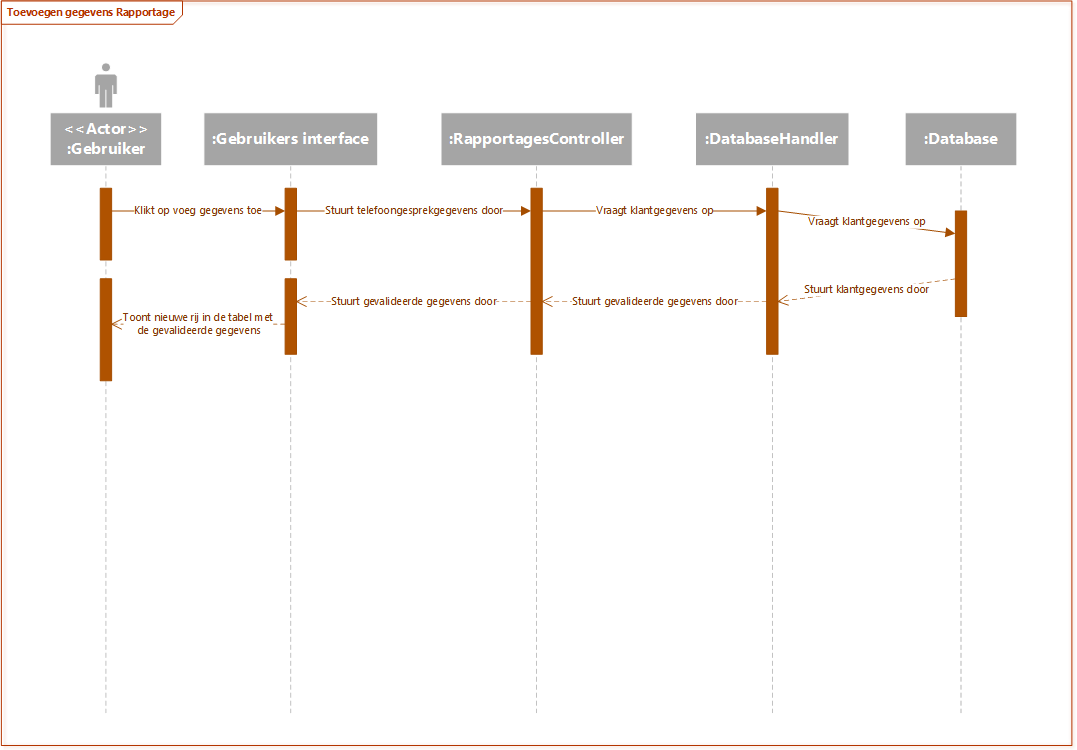 Toevoegen gegevens Rapportage
<<Actor>>
:Gebruiker
:Gebruikers interface
:RapportagesController
:DatabaseHandler
:Database
Klikt op voeg gegevens toe
Stuurt telefoongesprekgegevens door
Vraagt klantgegevens op
Vraagt klantgegevens op
Stuurt klantgegevens door
Stuurt gevalideerde gegevens door
Stuurt gevalideerde gegevens door
Toont nieuwe rij in de tabel met
de gevalideerde gegevens